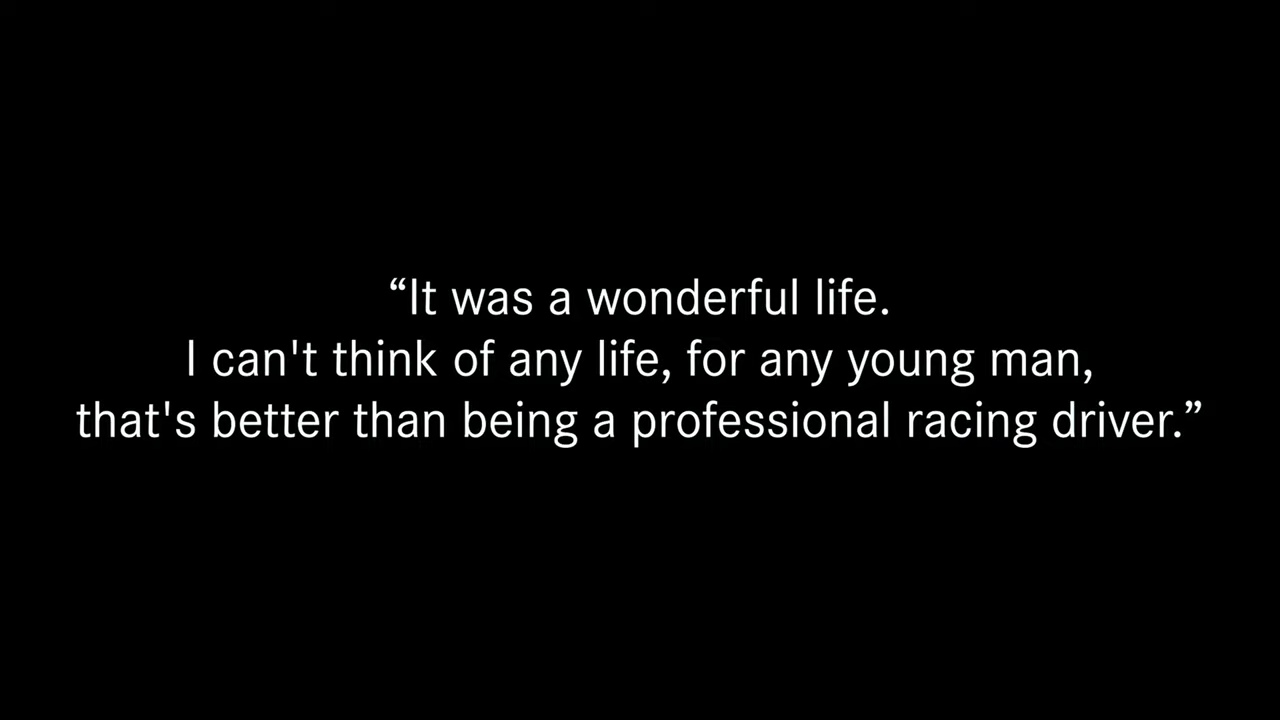 “It was a wonderful life.
I can't think of any life, for any young man,
that's better than being a professional racing driver.”